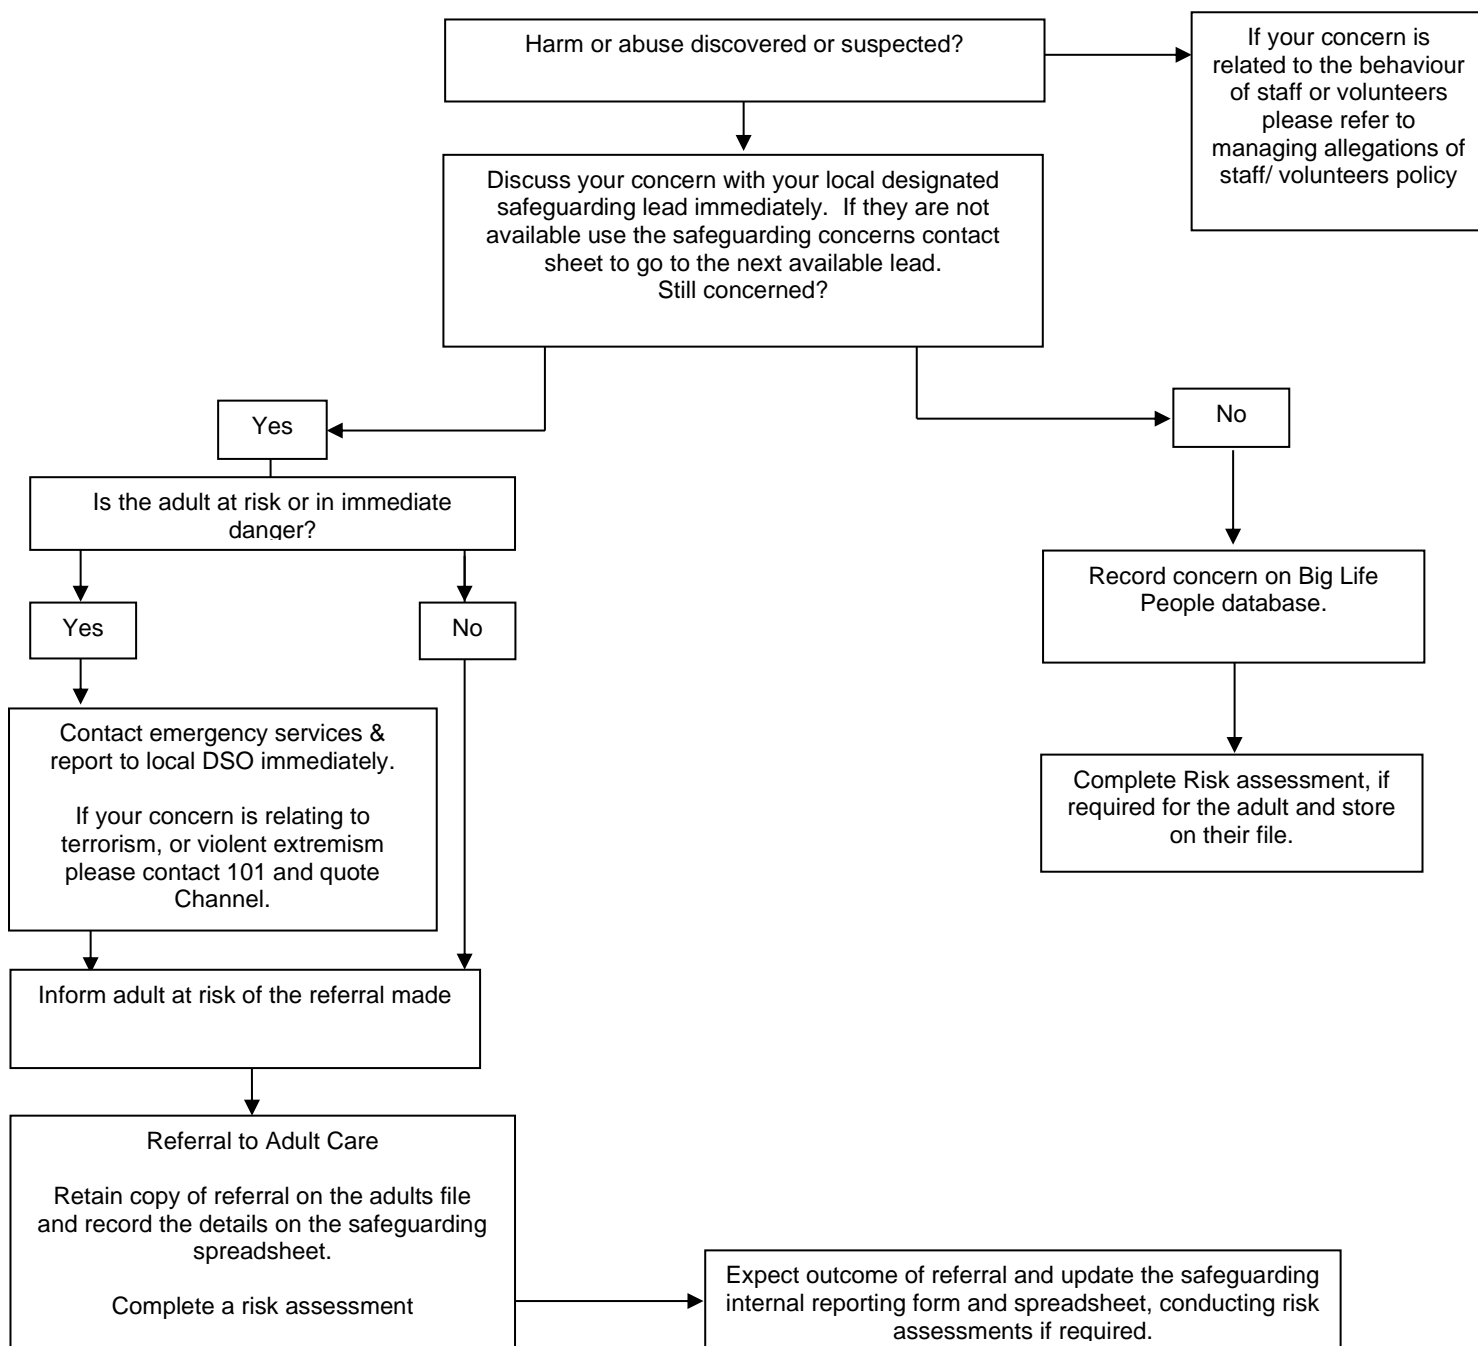 Harm or abuse discovered or suspected?
If your concern is
related to the behaviour
of staff or volunteers
please refer to
managing allegations of
staff/ volunteers policy
Discuss your concern with your local designated
safeguarding lead immediately.  If they are not
available use the safeguarding concerns contact
sheet to go to the next available lead.
Still concerned?
Yes
No
Is the adult at risk or in immediate
danger?
Yes
No
Record concern on Big Life
People database.
Contact emergency services &
report to local DSO immediately.
If your concern is relating to
terrorism, or violent extremism
please contact 101 and quote
Channel.
Complete Risk assessment, if
required for the adult and store
on their file.
Inform adult at risk of the referral made
Referral to Adult Care
Retain copy of referral on the adults file
and record the details on the safeguarding
spreadsheet.
Complete a risk assessment
Expect outcome of referral and update the safeguarding
internal reporting form and spreadsheet, conducting risk
assessments if required.